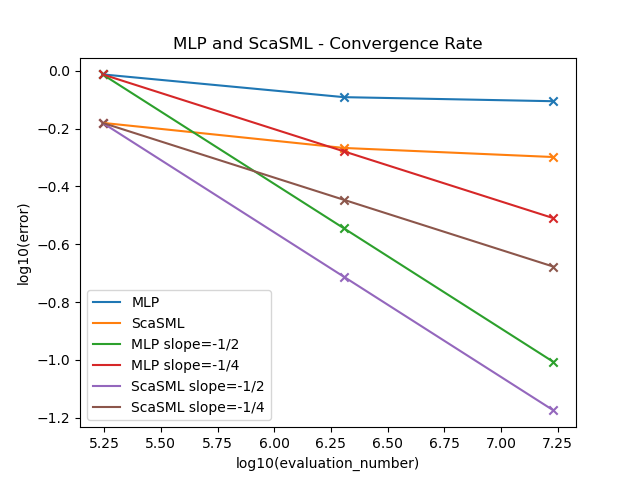 MLP and ScaSML - Convergence Rate
log10(error)
0.0
−0.2
−0.4
−0.6
−0.8
−1.0
−1.2
MLP
ScaSML
MLP slope=-1/2
MLP slope=-1/4
ScaSML slope=-1/2
ScaSML slope=-1/4
5.25 5.50 5.75 6.00 6.25 6.50 6.75 7.00 7.25
log10(evaluation_number)